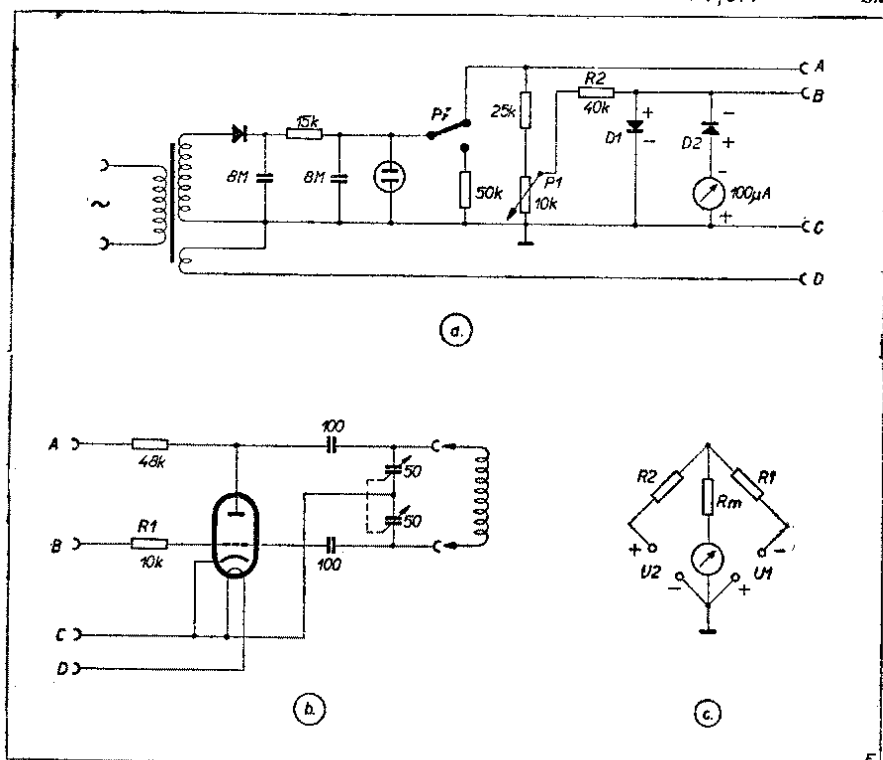 A
R2
B
Př
15k
25k
40k
D1
+
-
D2
-
+
8M
8M
50k
P1
10k
-
100µA
+
C
~
D
a.
A
48k
100
50
50
B
R1
10k
100
C
D
b.
R2
Rm
R1
+
U2
-
+
U1
-
c.